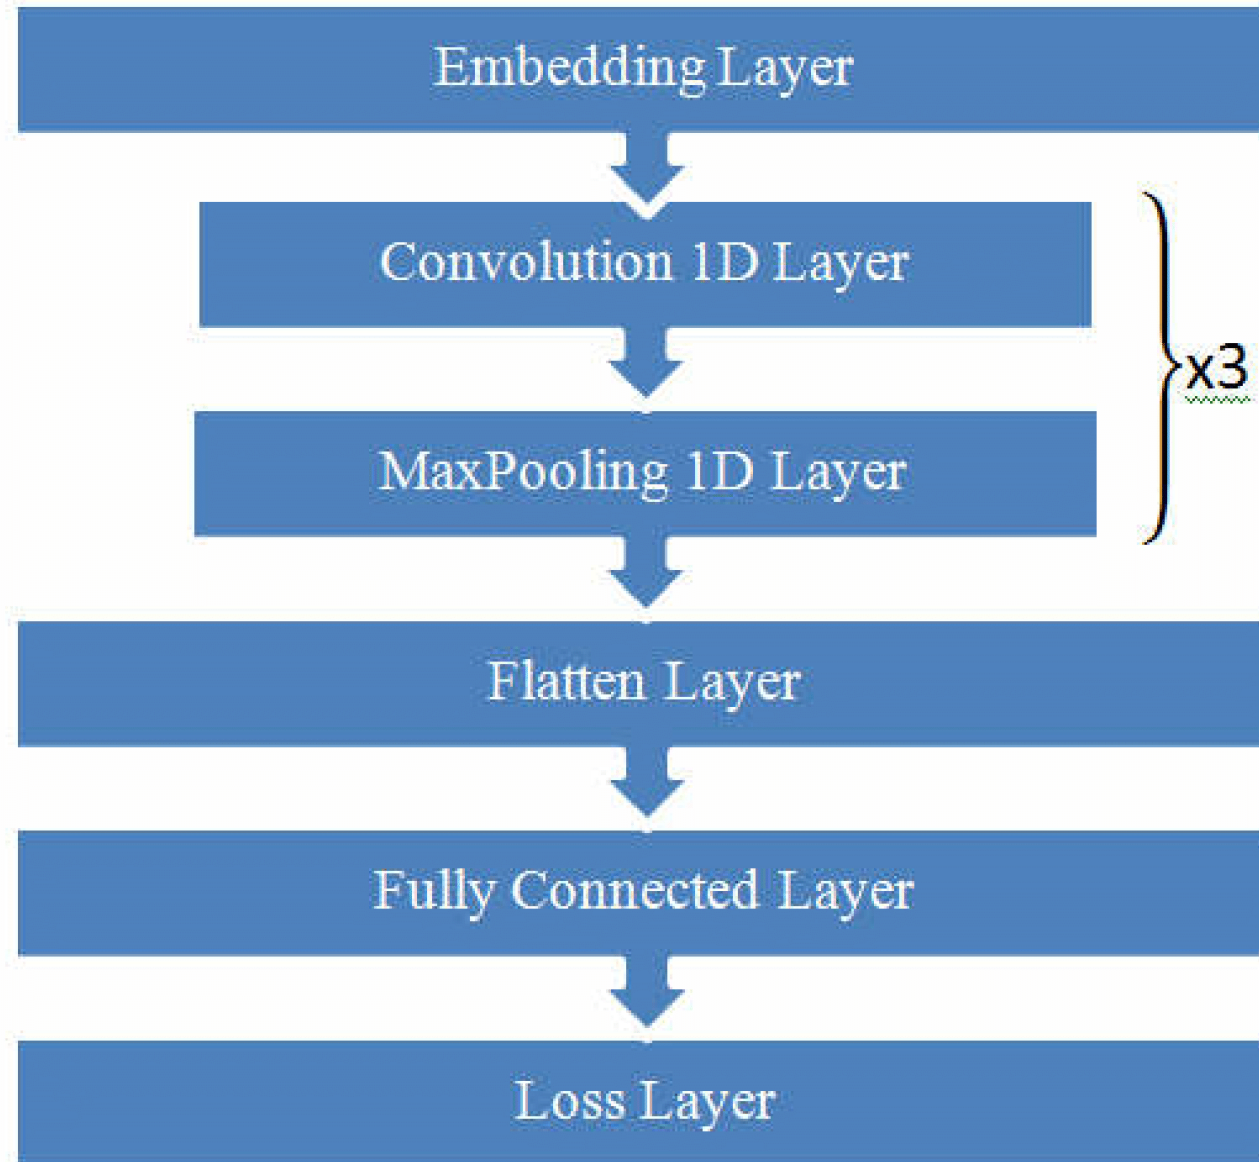 Embedding Layer
Convolution 1D Layer
x3
MaxPooling 1D Layer
Flatten Layer
Fully Connected Layer
Loss Layer